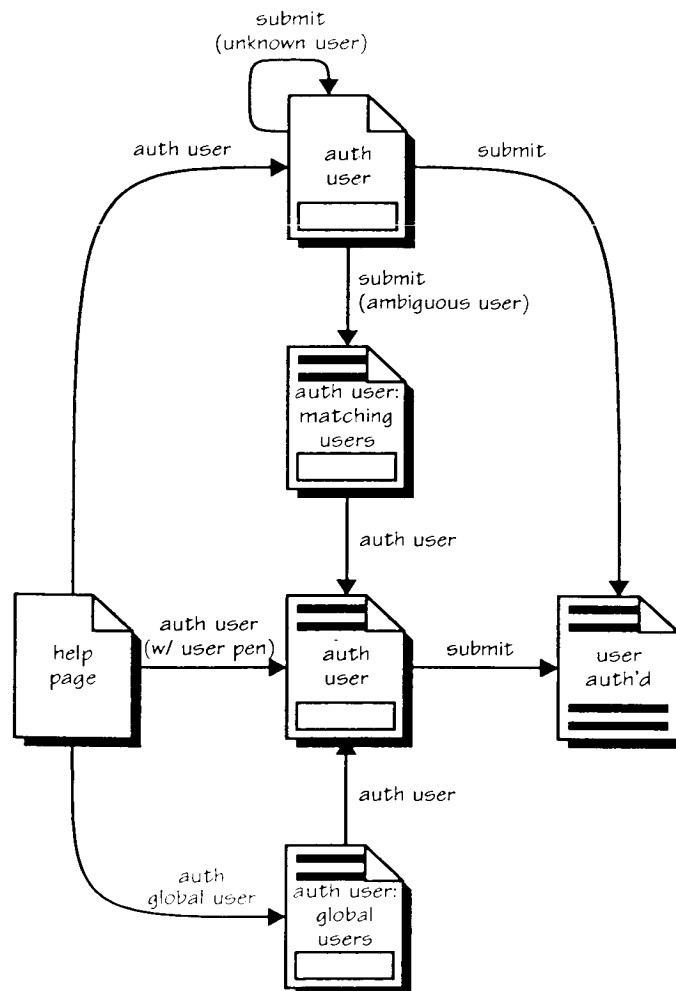 submit
(unknown user)
auth user
auth
user
submit
submit
(ambiguous user)
auth user:
matching
users
auth user
help
page
auth user
(w/ user pen)
auth
user
submit
user
auth'd
auth user
auth
global user
auth user:
global
users